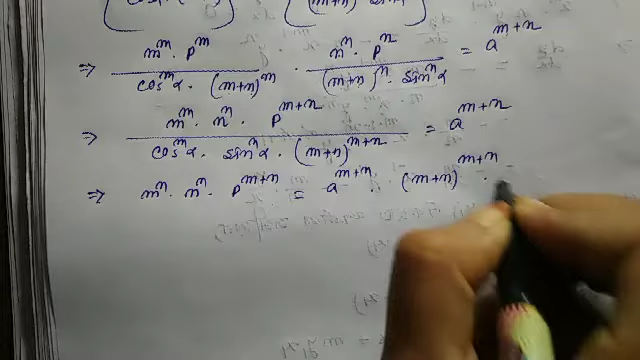 ⇒ m^m · p^m / cos^m α · (m+n)^m · n^n · p^n / (m+n)^n · sin^n α = a^{m+n}
⇒ m^m · n^n · p^{m+n} / cos^m α · sin^n α · (m+n)^{m+n} = a^{m+n}
⇒ m^m · n^n · p^{m+n} = a^{m+n} · (m+n)^{m+n} ·